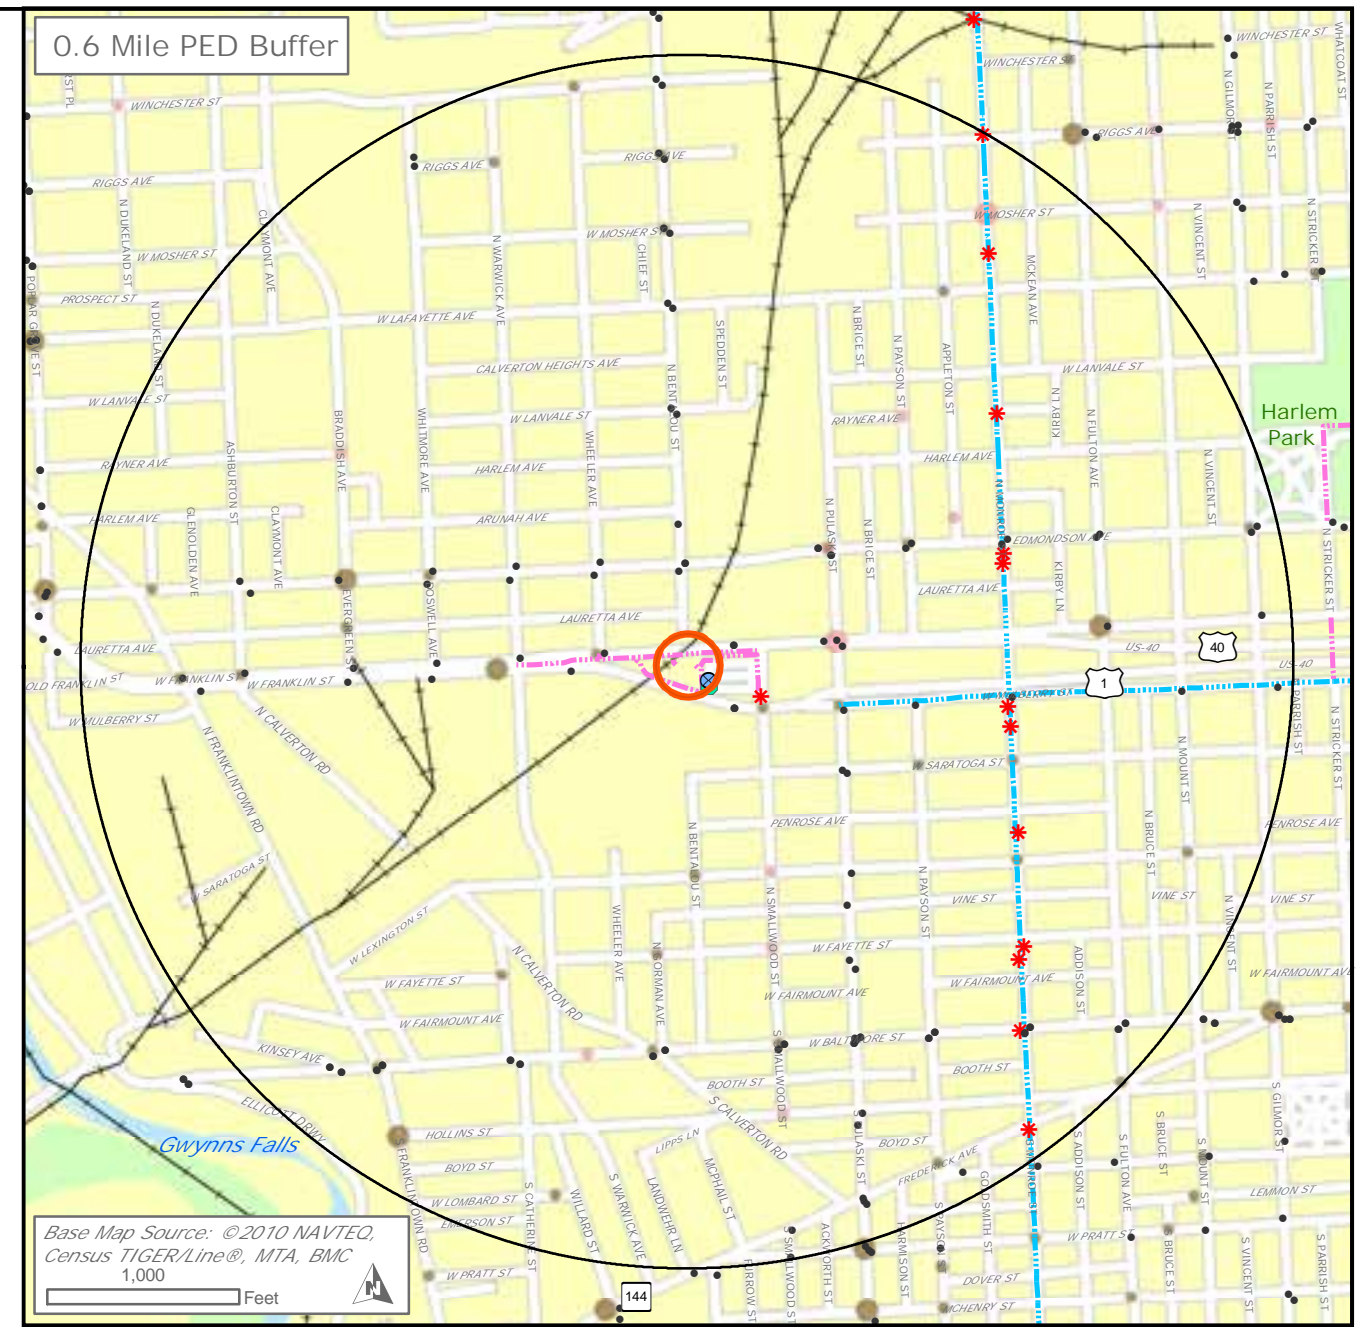 0.6 Mile PED Buffer
WINCHESTER ST
WINCHESTER ST
WINCHESTER ST
WHATCOAT ST
N PARRISH ST
RIGGS AVE
RIGGS AVE
RIGGS AVE
RIGGS AVE
N DUKELAND ST
CLAYMONT AVE
W MOSHER ST
W MOSHER ST
W MOSHER ST
N VINCENT ST
N STRICKER ST
N WARWICK AVE
CHIEF ST
MCKEAN AVE
PROSPECT ST
N DUKELAND ST
W LAFAYETTE AVE
SPEDDEN ST
N BRICE ST
N PAYSON ST
APPLETON ST
CALVERTON HEIGHTS AVE
W LANVALE ST
W LANVALE ST
W LANVALE ST
N BENTALOU ST
KIRBY LN
N FULTON AVE
RAYNER AVE
RAYNER AVE
Harlem
Park
BRADDISH AVE
WHITMORE AVE
WHEELER AVE
ASHBURTON ST
HARLEM AVE
HARLEM AVE
HARLEM AVE
N VINCENT ST
GLENOLDEN AVE
CLAYMONT AVE
ARUNAH AVE
N PULASKI ST
N BRICE ST
EDMONDSON AVE
N STRICKER ST
KIRBY LN
LAURETTA AVE
LAURETTA AVE
LAURETTA AVE
EVERGREEN ST
US-40
40
US-40
1
OLD FRANKLIN ST
W FRANKLIN ST
W FRANKLIN ST
W MULBERRY ST
W MULBERRY ST
N PARRISH ST
N STRICKER ST
N CALVERTON RD
N FRANKLINTOWN RD
N MOUNT ST
W SARATOGA ST
W SARATOGA ST
PENROSE AVE
PENROSE AVE
N BENTALOU ST
N BRUCE ST
N SMALLWOOD ST
N PAYSON ST
VINE ST
VINE ST
VINE ST
N VINCENT ST
W LEXINGTON ST
WHEELER AVE
N NORMAN AVE
N CALVERTON RD
W FAYETTE ST
W FAYETTE ST
ADDISON ST
W FAIRMOUNT AVE
W FAIRMOUNT AVE
W FAIRMOUNT AVE
W FAIRMOUNT AVE
W BALTIMORE ST
KINSEY AVE
S SMALLWOOD ST
BOOTH ST
BOOTH ST
ELLICOTT DRWY
Gwynns Falls
HOLLINS ST
LIPPS LN
S CALVERTON RD
BOYD ST
BOYD ST
FREDERICK AVE
S GILMOR ST
S BRUCE ST
S MOUNT ST
S FULTON AVE
S ADDISON ST
GOLDSMITH ST
MCPHAIL ST
LANDWEHR LN
S WARWICK AVE
WILLARD ST
S CATHERINE ST
S FRANKLINTOWN RD
W LOMBARD ST
EMERSON ST
LEMMON ST
W PRATT ST
W PRATT ST
HARMISON ST
ACKWORTH ST
S SMALLWOOD ST
FURROW ST
S PAYSON ST
S BRUCE ST
S VINCENT ST
S PARRISH ST
DOVER ST
MCHENRY ST
144
Base Map Source: ©2010 NAVTEQ,
Census TIGER/Line®, MTA, BMC
1,000
Feet
N